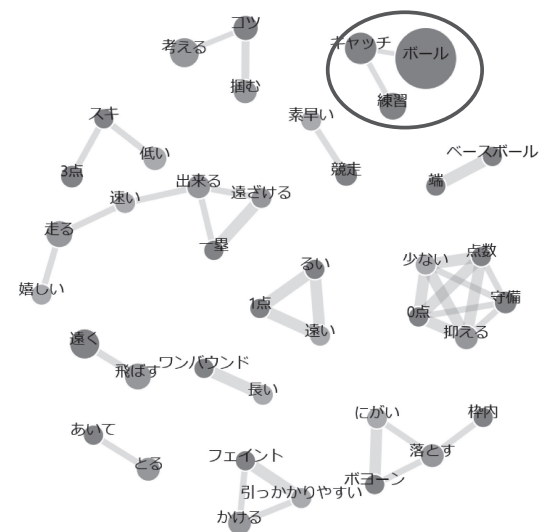 コツ
考える
掴む
キャッチ
ボール
練習
スキ
3点
低い
素早い
競走
ベースボール
端
出来る
遠ざける
速い
走る
一塁
嬉しい
るい
1点
遠い
少ない
点数
守備
0点
抑える
遠く
飛ばす
ワンバウンド
長い
あいて
とる
フェイント
引っかかりやすい
かける
にがい
枠内
落とす
ボヨーン